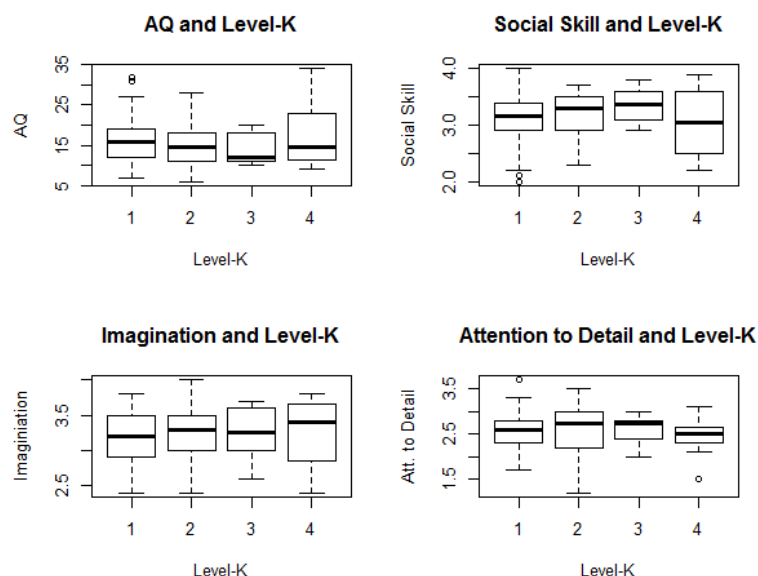 AQ and Level-K
AQ
35
25
15
5
1 2 3 4
Level-K
Social Skill and Level-K
Social Skill
4.0
3.0
2.0
1 2 3 4
Level-K
Imagination and Level-K
Imaginiation
3.5
2.5
1 2 3 4
Level-K
Attention to Detail and Level-K
Att. to Detail
3.5
2.5
1.5
1 2 3 4
Level-K